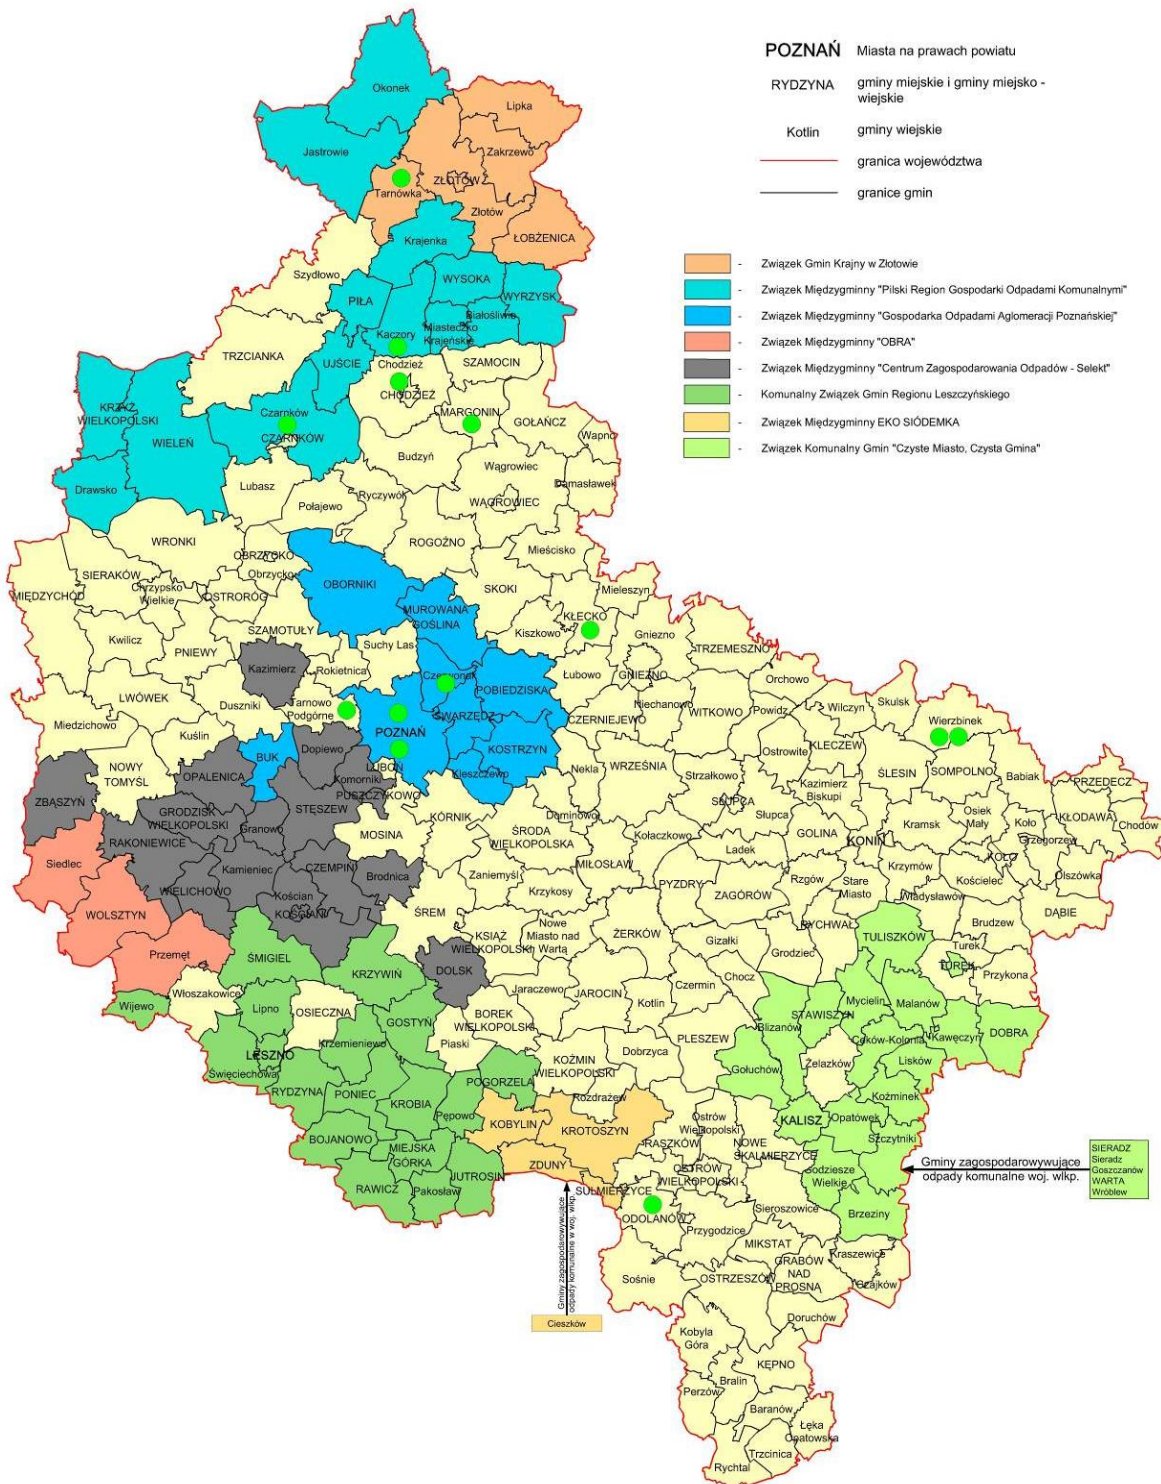 POZNAŃ Miasta na prawach powiatu
RYDZYNA gminy miejskie i gminy miejsko -
wiejskie
Kotlin gminy wiejskie
granica województwa
granice gmin
- Związek Gmin Krajny w Złotowie
- Związek Międzygminny "Pilski Region Gospodarki Odpadami Komunalnymi"
- Związek Międzygminny "Gospodarka Odpadami Aglomeracji Poznańskiej"
- Związek Międzygminny "OBRA"
- Związek Międzygminny "Centrum Zagospodarowania Odpadów - Selekt"
- Komunalny Związek Gmin Regionu Leszczyńskiego
- Związek Międzygminny EKO SIÓDEMKA
- Związek Komunalny Gmin "Czyste Miasto, Czysta Gmina"
Okonek
Lipka
Jastrowie
Zakrzewo
ZŁOTÓW
Tarnówka
Złotów
ŁOBŻENICA
Krajenka
Szydłowo
WYSOKA
PIŁA
WYRZYSK
Białośliwie
Miasteczko
Krajeńskie
Kaczory
TRZCIANKA
UJŚCIE
Chodzież
SZAMOCIN
CHODZIEŻ
KRZYŻ
WIELKOPOLSKI
WIELEŃ
Czarnków
CZARNKÓW
MARGONIN
GOŁAŃCZ
Wapno
Budzyń
Wągrowiec
Damasławek
Drawsko
Lubasz
Połajewo
Ryczywół
WĄGROWIEC
WRONKI
OBRZYCKO
Obrzycko
ROGOŹNO
Mieścisko
SIERAKÓW
MIĘDZYCHÓD
Chrzypsko
Wielkie
OSTRORÓG
OBORNIKI
SKOKI
Mieleszyn
MUROWANA
GOŚLINA
KŁECKO
Kwilicz
PNIEWY
SZAMOTUŁY
Suchy Las
Kiszkowo
Gniezno
TRZEMESZNO
Kazimierz
Rokietnica
Czerwonak
POBIEDZISKA
Łubowo
GNIEZNO
Orchowo
LWÓWEK
Duszniki
Tarnowo
Podgórne
SWARZĘDZ
Niechanowo
WITKOWO
Powidz
Wilczyn
Skulsk
Wierzbinek
Miedzichowo
Kuślin
POZNAŃ
CZERNIEJEWO
KOSTRZYN
Ostrowite
KLECZEW
BUK
Dopiewo
LUBOŃ
Kleszczewo
Nekla
WRZEŚNIA
Strzałkowo
Kazimierz
Biskupi
ŚLESIN
SOMPOLNO
Babiak
PRZEDECZ
NOWY
TOMYŚL
OPALENICA
Komorniki
PUSZCZYKOWO
ZBĄSZYŃ
STĘSZEW
KÓRNIK
Dominowo
SŁUPCA
Słupca
Osiek
Mały
Koło
KŁODAWA
Chodów
GRODZISK
WIELKOPOLSKI
Granowo
MOSINA
ŚRODA
WIELKOPOLSKA
Kołaczkowo
GOLINA
KONIN
Kramsk
Grzegorzew
RAKONIEWICE
Lądek
KOŁO
Siedlec
Kamieniec
CZEMPIŃ
Brodnica
Zaniemyśl
MIŁOSŁAW
Krzymów
Kościelec
Olszówka
Krzykosy
PYZDRY
ZAGÓRÓW
Rzgów
Stare
Miasto
Władysławów
WIELICHOWO
Kościan
KOŚCIAN
WOLSZTYN
ŚREM
KSIĄŻ
WIELKOPOLSKI
Nowe
Miasto nad
Wartą
ŻERKÓW
Gizałki
RYCHWAŁ
Grodziec
TULISZKÓW
Brudzew
DĄBIE
Turek
TUREK
Przykona
Przemęt
ŚMIGIEL
KRZYWIŃ
DOLSK
Jaraczewo
JAROCIN
Kotlin
Czermin
Chocz
Mycielin
Malanów
Włoszakowice
Wijewo
Lipno
OSIECZNA
GOSTYŃ
BOREK
WIELKOPOLSKI
Piaski
Blizanów
STAWISZYN
Ceków-Kolonia
Kawęczyn
DOBRA
PLESZEW
Krzemieniewo
LESZNO
Święciechowa
KOŹMIN
WIELKOPOLSKI
Dobrzyca
Gołuchów
Żelazków
Lisków
RYDZYNA
PONIEC
KROBIA
POGORZELA
Pępowo
Rozdrażew
Koźminek
KOBYLIN
KROTOSZYN
Ostrów
Wielkopolski
RASZKÓW
KALISZ
Opatówek
NOWE
SKALMIERZYCE
Szczytniki
BOJANOWO
MIEJSKA
GÓRKA
ZDUNY
RAWICZ
Pakosław
JUTROSIN
SULMIERZYCE
OSTRÓW
WIELKOPOLSKI
Godziesze
Wielkie
Gminy zagospodarowywujące
odpady komunalne woj. wlkp.
SIERADZ
Sieradz
Goszczanów
WARTA
Wróblew
ODOLANÓW
Przygodzice
Sieroszowice
Brzeziny
MIKSTAT
Kraszewice
GRABÓW
NAD
PROSNĄ
Czajków
Sośnie
OSTRZESZÓW
Gminy zagospodarowywujące
odpady komunalne w woj. wlkp.
Cieszków
Doruchów
Kobyla
Góra
KĘPNO
Bralin
Perzów
Baranów
Łęka
Opatowska
Trzcinica
Rychtal